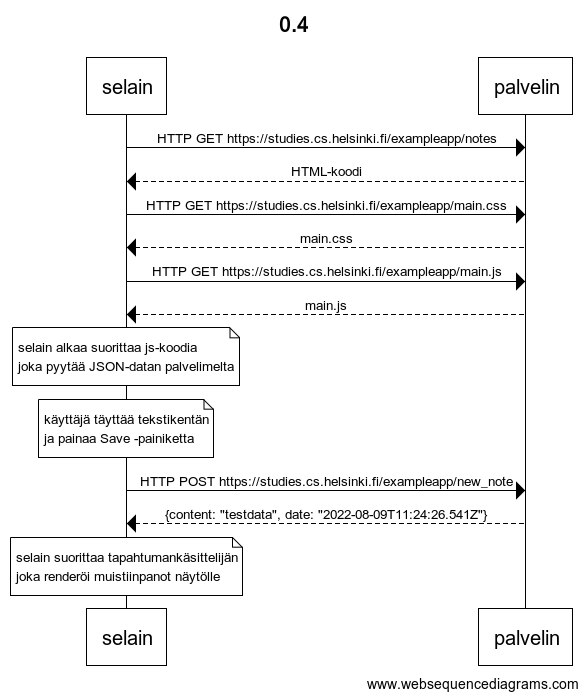 0.4
selain
palvelin
HTTP GET https://studies.cs.helsinki.fi/exampleapp/notes
HTML-koodi
HTTP GET https://studies.cs.helsinki.fi/exampleapp/main.css
main.css
HTTP GET https://studies.cs.helsinki.fi/exampleapp/main.js
main.js
selain alkaa suorittaa js-koodia
joka pyytää JSON-datan palvelimelta
käyttäjä täyttää tekstikentän
ja painaa Save -painiketta
HTTP POST https://studies.cs.helsinki.fi/exampleapp/new_note
{content: "testdata", date: "2022-08-09T11:24:26.541Z"}
selain suorittaa tapahtumankäsittelijän
joka renderöi muistiinpanot näytölle
selain
palvelin
www.websequencediagrams.com